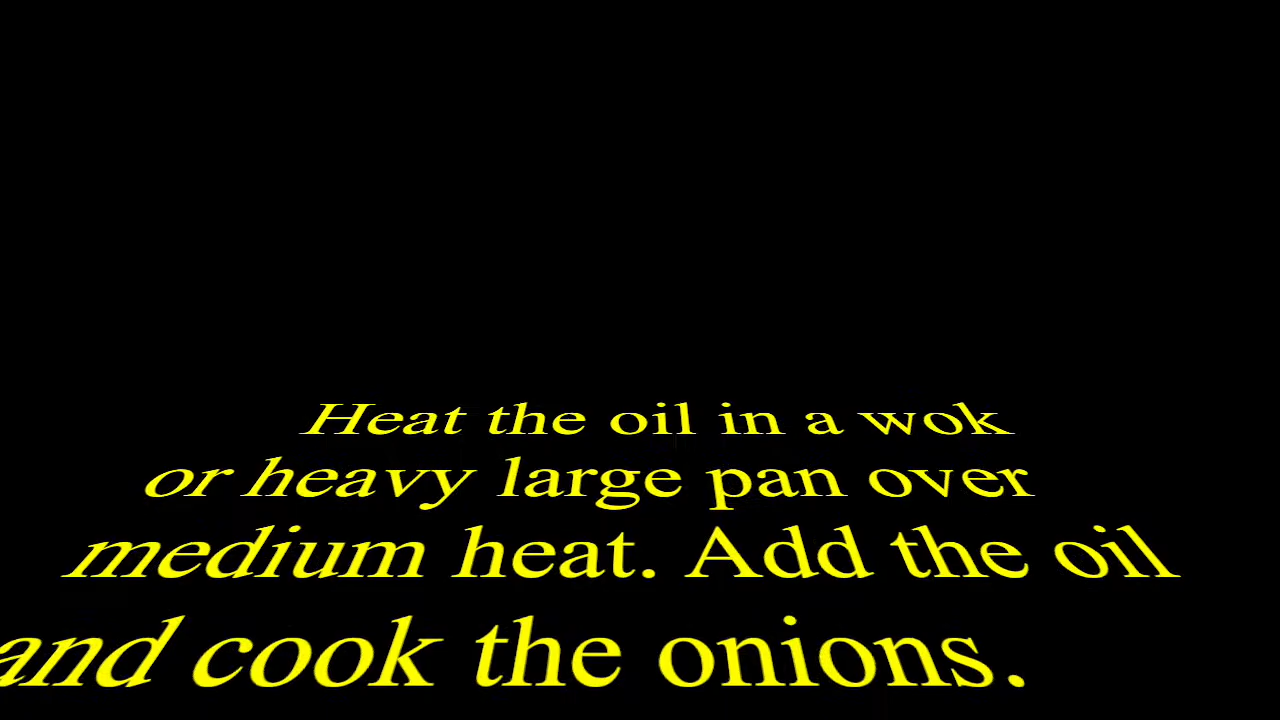 Heat the oil in a wok
or heavy large pan over
medium heat. Add the oil
and cook the onions.